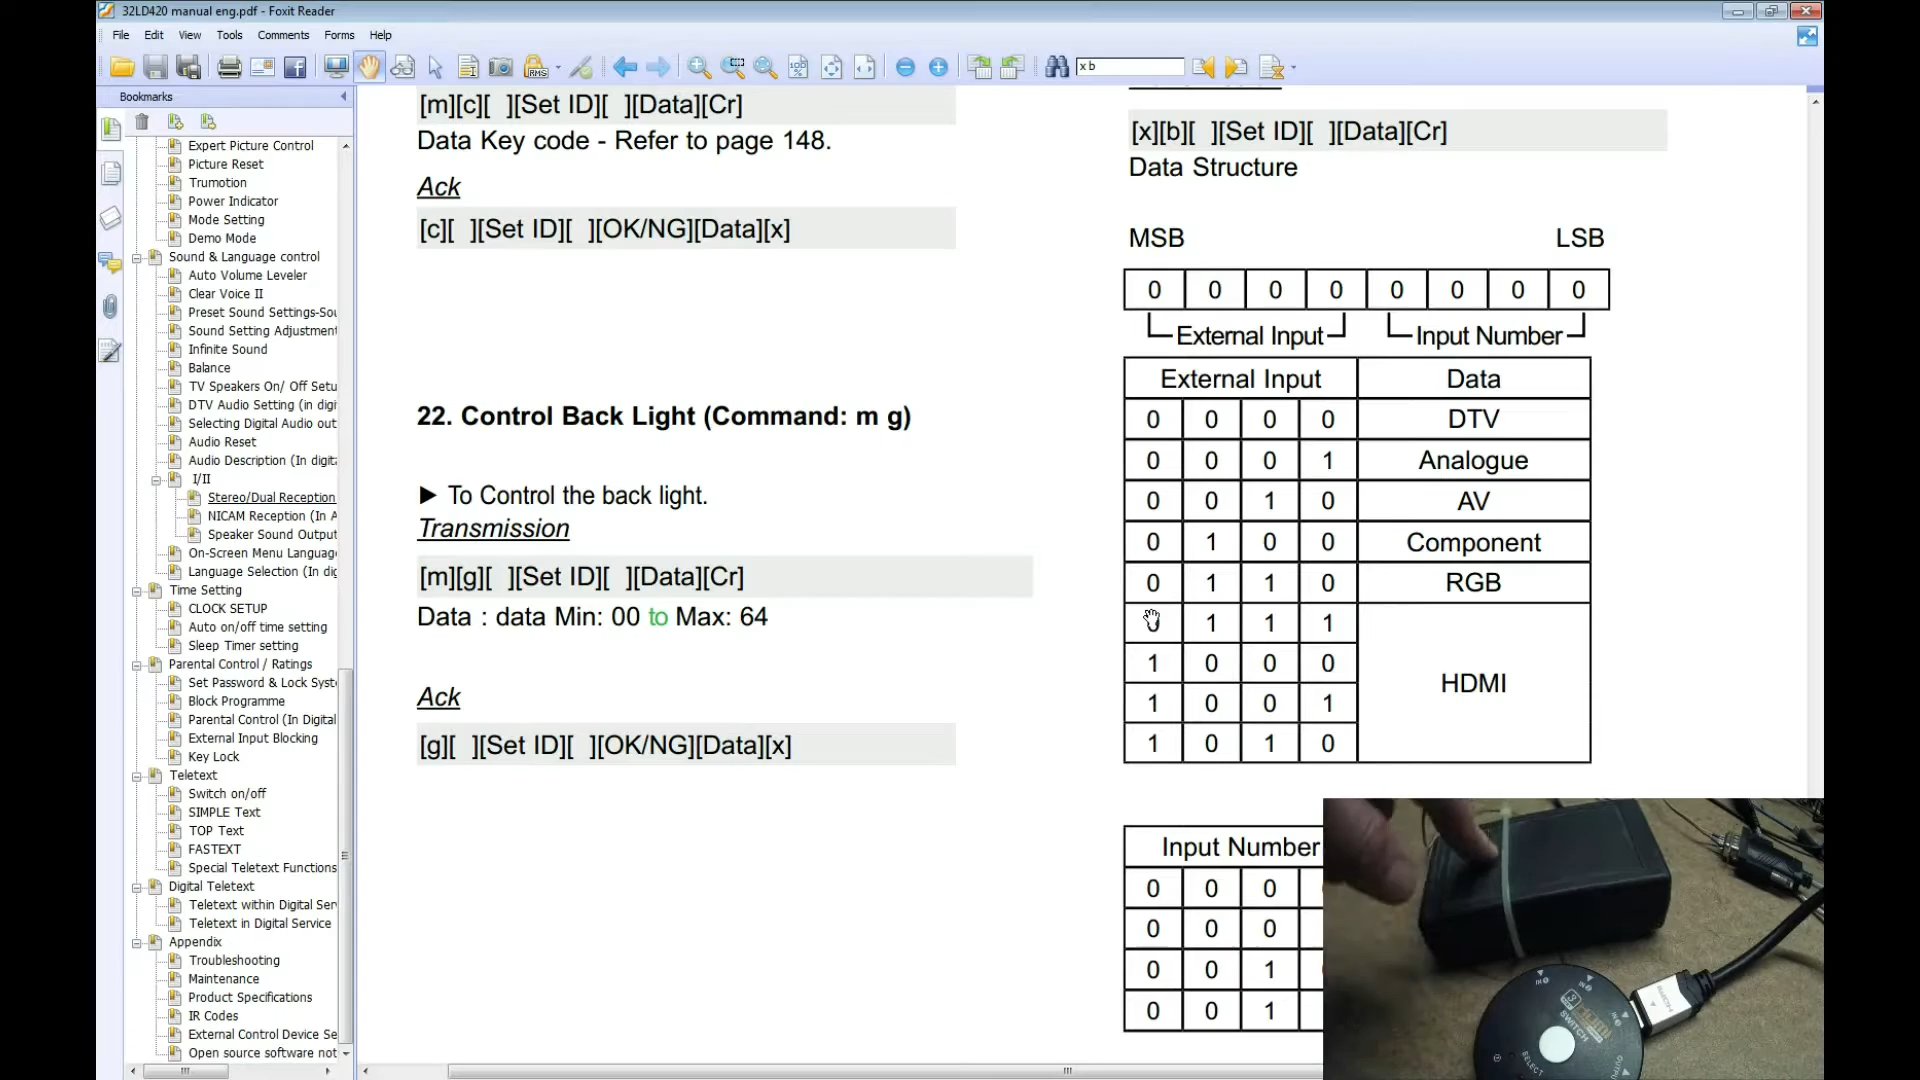 32LD420 manual eng.pdf - Foxit Reader
File Edit View Tools Comments Forms Help
x b
Bookmarks
Expert Picture Control
Picture Reset
Trumotion
Power Indicator
Mode Setting
Demo Mode
Sound & Language control
Auto Volume Leveler
Clear Voice II
Preset Sound Settings-Sou
Sound Setting Adjustment
Infinite Sound
Balance
TV Speakers On/ Off Setu
DTV Audio Setting (in digi
Selecting Digital Audio out
Audio Reset
Audio Description (In digita
I/II
Stereo/Dual Reception
NICAM Reception (In A
Speaker Sound Output
On-Screen Menu Language
Language Selection (In dig
Time Setting
CLOCK SETUP
Auto on/off time setting
Sleep Timer setting
Parental Control / Ratings
Set Password & Lock Syst
Block Programme
Parental Control (In Digital
External Input Blocking
Key Lock
Teletext
Switch on/off
SIMPLE Text
TOP Text
FASTEXT
Special Teletext Functions
Digital Teletext
Teletext within Digital Ser
Teletext in Digital Service
Appendix
Troubleshooting
Maintenance
Product Specifications
IR Codes
External Control Device Se
Open source software not
[m][c][ ][Set ID][ ][Data][Cr]
Data Key code - Refer to page 148.
Ack
[c][ ][Set ID][ ][OK/NG][Data][x]
22. Control Back Light (Command: m g)
► To Control the back light.
Transmission
[m][g][ ][Set ID][ ][Data][Cr]
Data : data Min: 00 to Max: 64
Ack
[g][ ][Set ID][ ][OK/NG][Data][x]
[x][b][ ][Set ID][ ][Data][Cr]
Data Structure
MSB LSB
0 0 0 0 0 0 0 0
External Input Input Number
External Input Data
0 0 0 0 DTV
0 0 0 1 Analogue
0 0 1 0 AV
0 1 0 0 Component
0 1 1 0 RGB
0 1 1 1
1 0 0 0
HDMI
1 0 0 1
1 0 1 0
Input Number
0 0 0
0 0 0
0 0 1
0 0 1
SWITCH
SELECT
OUTPUT